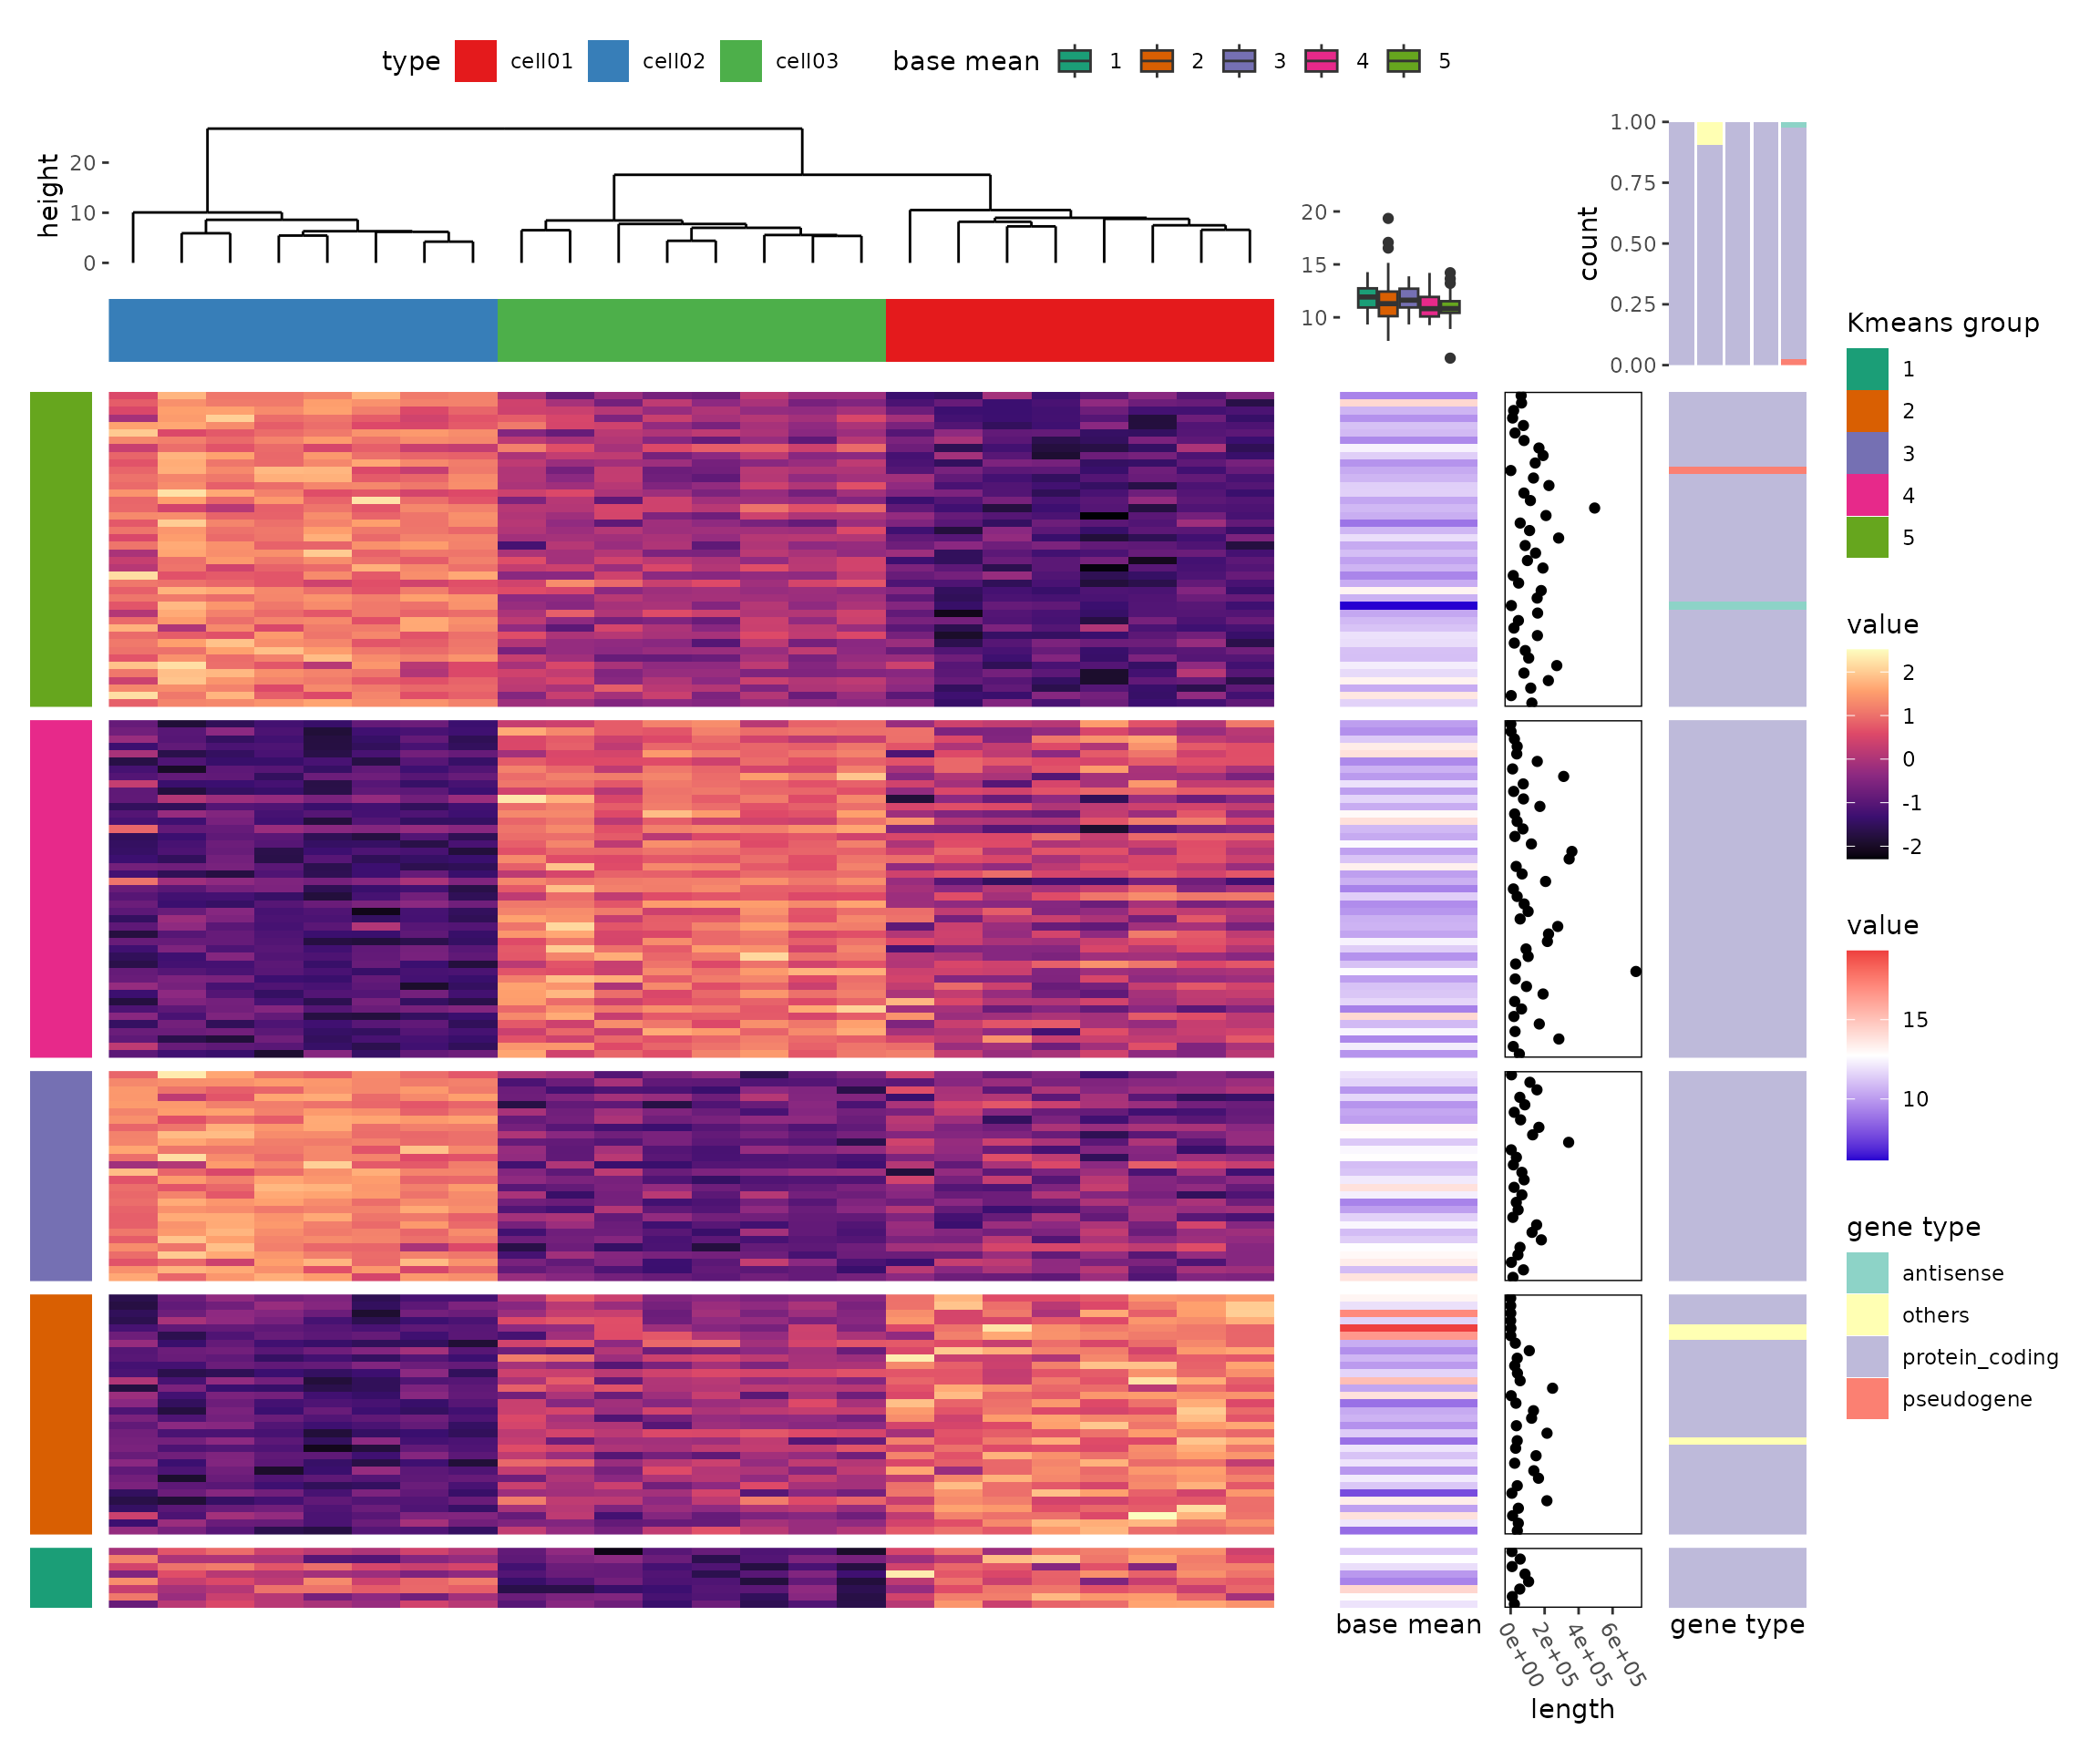 type cell01 cell02 cell03 base mean 1 2 3 4 5
height
20
10
0
20
15
10
count
1.00
0.75
0.50
0.25
0.00
Kmeans group
1
2
3
4
5
value
2
1
0
-1
-2
value
15
10
gene type
antisense
others
protein_coding
pseudogene
base mean
0e+00
2e+05
4e+05
6e+05
length
gene type